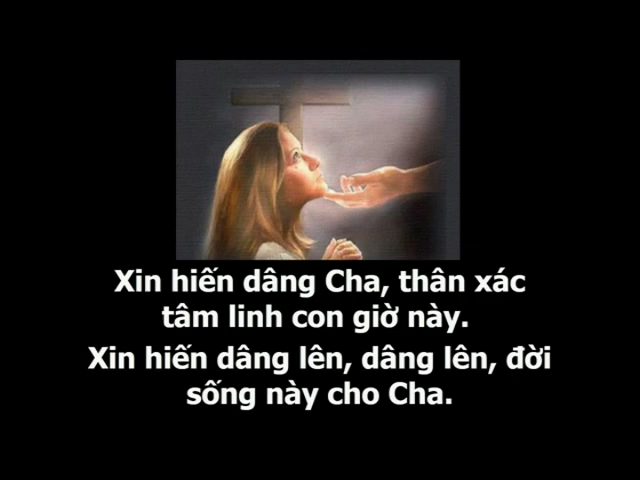 Xin hiến dâng Cha, thân xác
tâm linh con giờ này.
Xin hiến dâng lên, dâng lên, đời
sống này cho Cha.